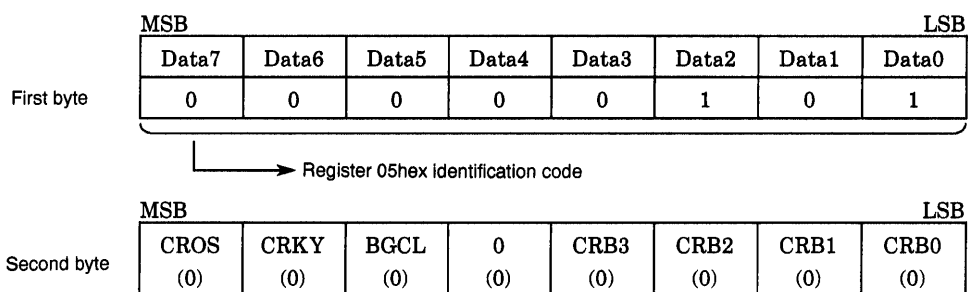 MSB LSB
Data7 Data6 Data5 Data4 Data3 Data2 Data1 Data0
First byte 0 0 0 0 0 1 0 1
Register 05hex identification code
MSB LSB
Second byte CROS CRKY BGCL 0 CRB3 CRB2 CRB1 CRB0
(0) (0) (0) (0) (0) (0) (0)